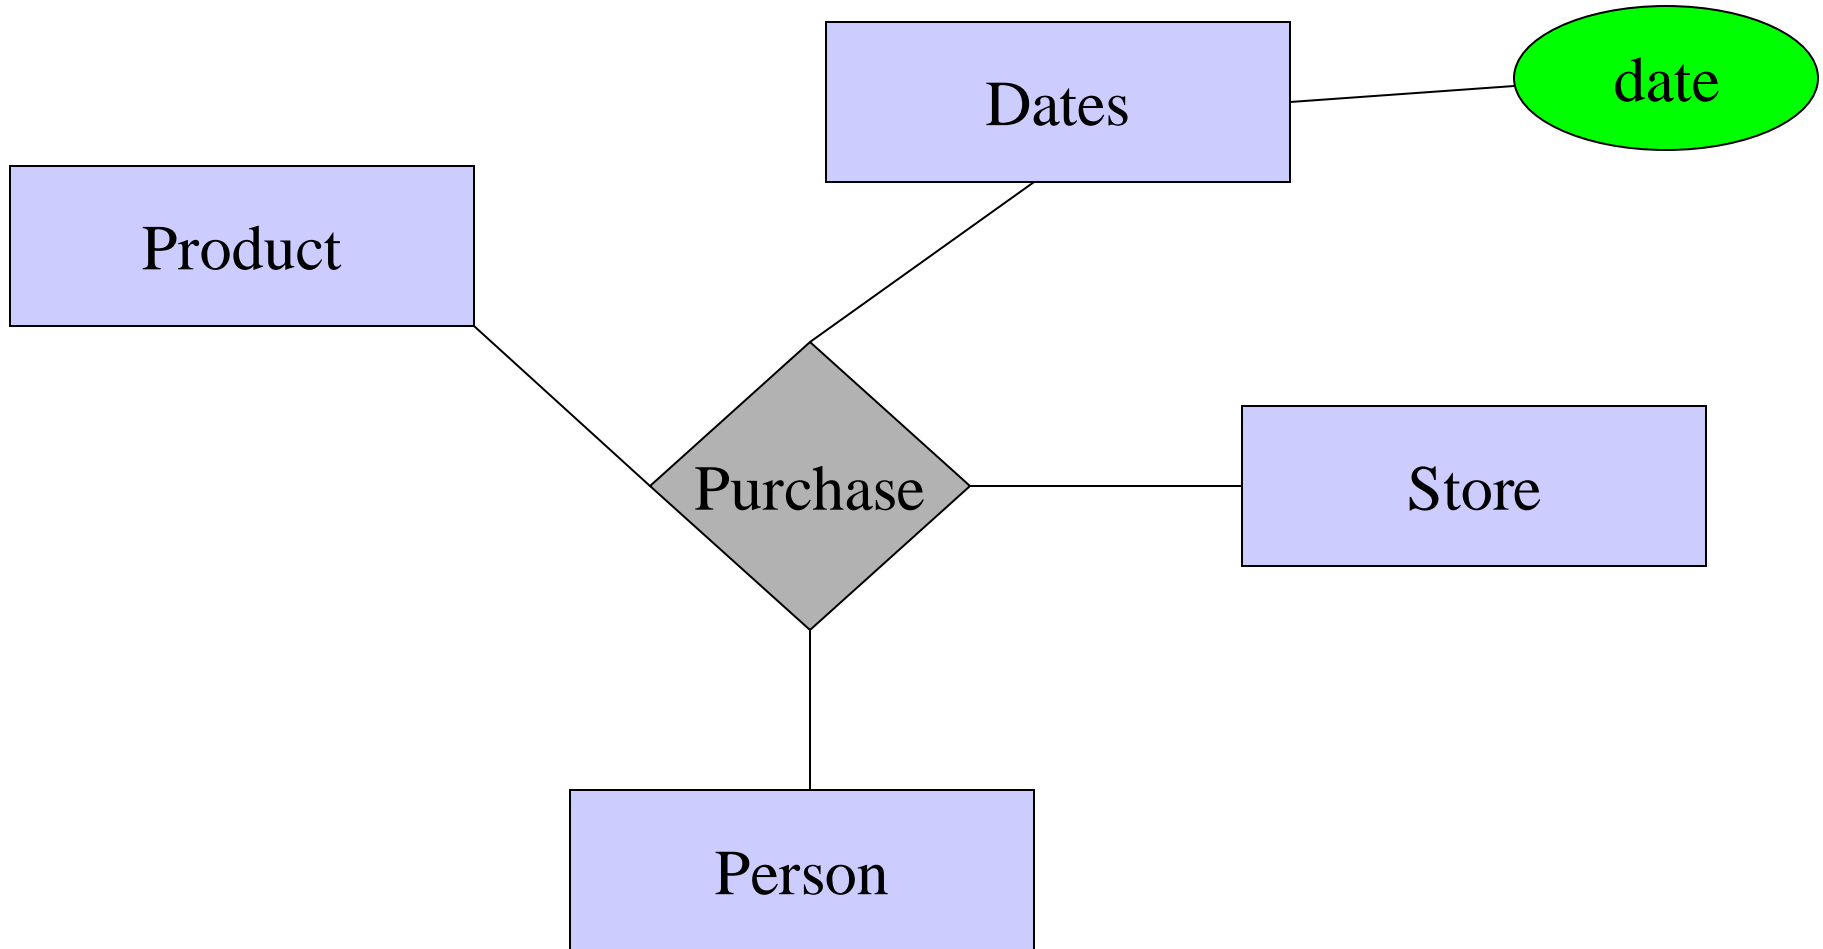 Dates
date
Product
Purchase
Store
Person